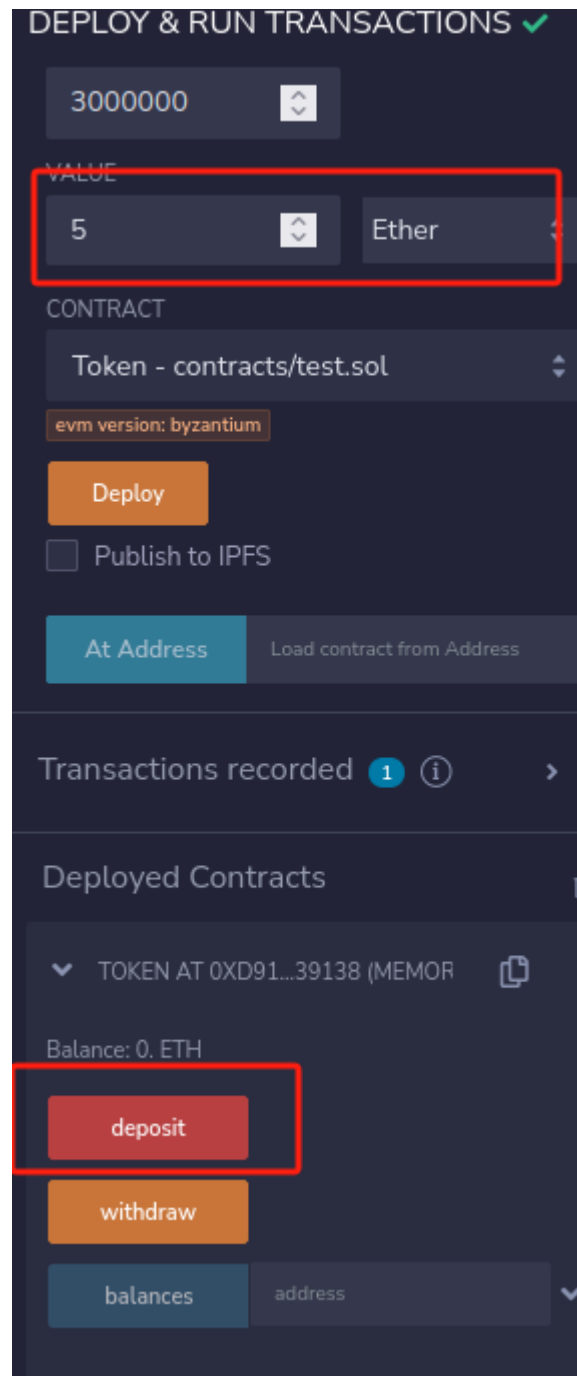 DEPLOY & RUN TRANSACTIONS
3000000
VALUE
5 Ether
CONTRACT
Token - contracts/test.sol
evm version: byzantium
Deploy
Publish to IPFS
At Address Load contract from Address
Transactions recorded 1 i
Deployed Contracts
TOKEN AT 0XD91...39138 (MEMOR
Balance: 0. ETH
deposit
withdraw
balances address